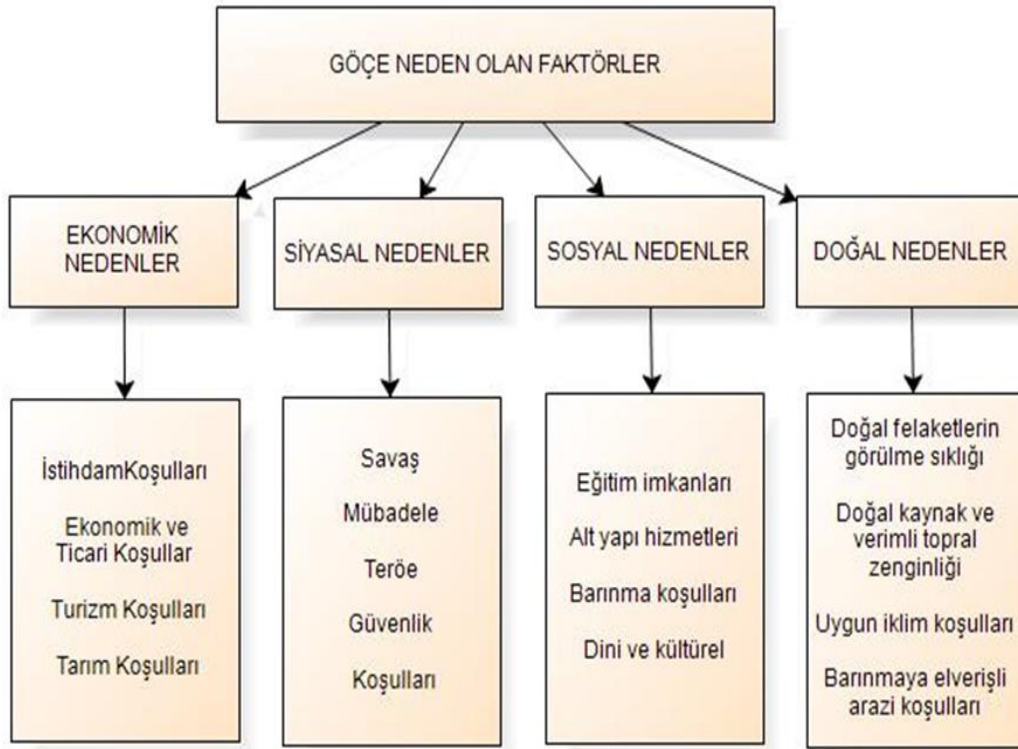 GÖÇE NEDEN OLAN FAKTÖRLER
EKONOMİK
NEDENLER
SİYASAL NEDENLER
SOSYAL NEDENLER
DOĞAL NEDENLER
İstihdamKoşulları
Ekonomik ve
Ticari Koşullar
Turizm Koşulları
Tarım Koşulları
Savaş
Mübadele
Teröe
Güvenlik
Koşulları
Eğitim imkanları
Alt yapı hizmetleri
Barınma koşulları
Dini ve kültürel
Doğal felaketlerin
görülme sıklığı
Doğal kaynak ve
verimli topral
zenginliği
Uygun iklim koşulları
Barınmaya elverişli
arazi koşulları